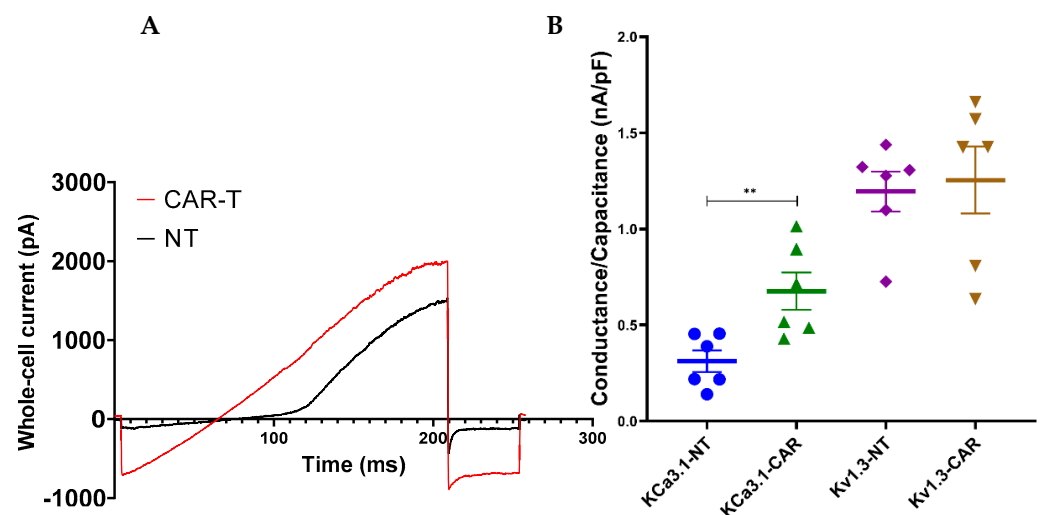 A
B
Whole-cell current (pA)
3000
2000
1000
0
-1000
CAR-T
NT
100
200
300
Time (ms)
Conductance/Capacitance (nA/pF)
2.0
1.5
1.0
0.5
0.0
**
KCa3.1-NT
KCa3.1-CAR
Kv1.3-NT
Kv1.3-CAR